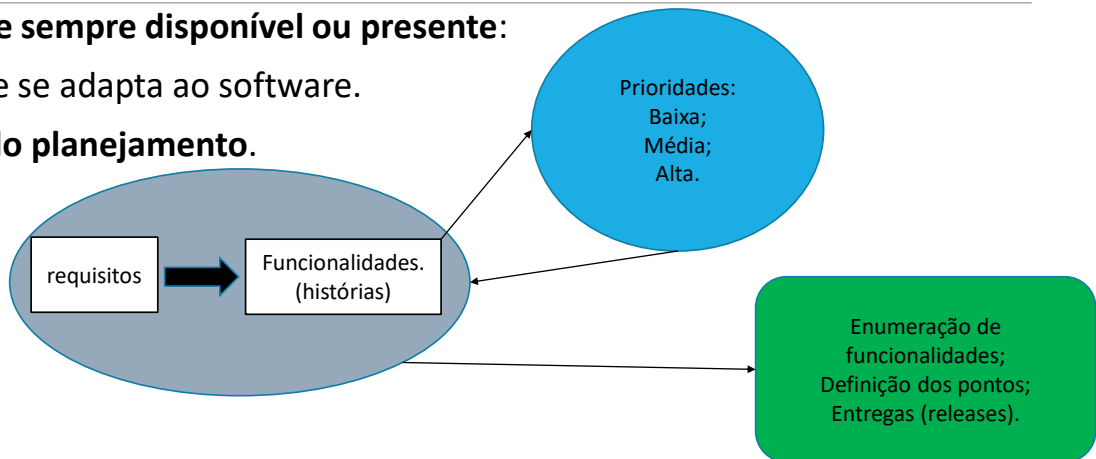 e sempre disponível ou presente:
e se adapta ao software.
lo planejamento.
Prioridades:
Baixa;
Média;
Alta.
requisitos
Funcionalidades.
(histórias)
Enumeração de
funcionalidades;
Definição dos pontos;
Entregas (releases).